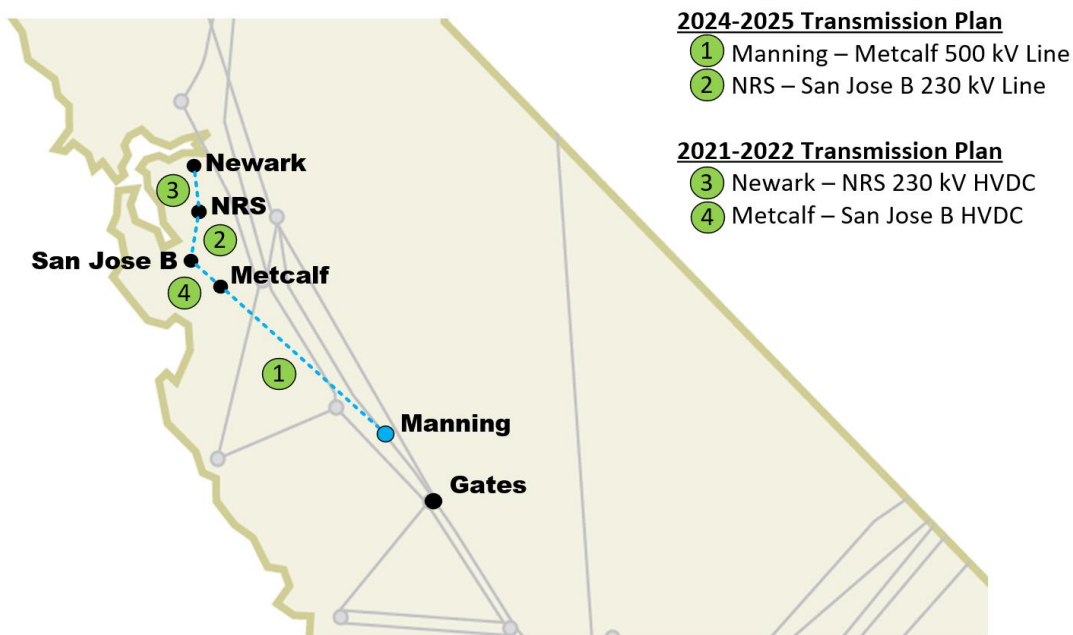 2024-2025 Transmission Plan
1 Manning – Metcalf 500 kV Line
2 NRS – San Jose B 230 kV Line
2021-2022 Transmission Plan
3 Newark – NRS 230 kV HVDC
4 Metcalf – San Jose B HVDC
Newark
3
NRS
2
San Jose B
Metcalf
4
1
Manning
Gates